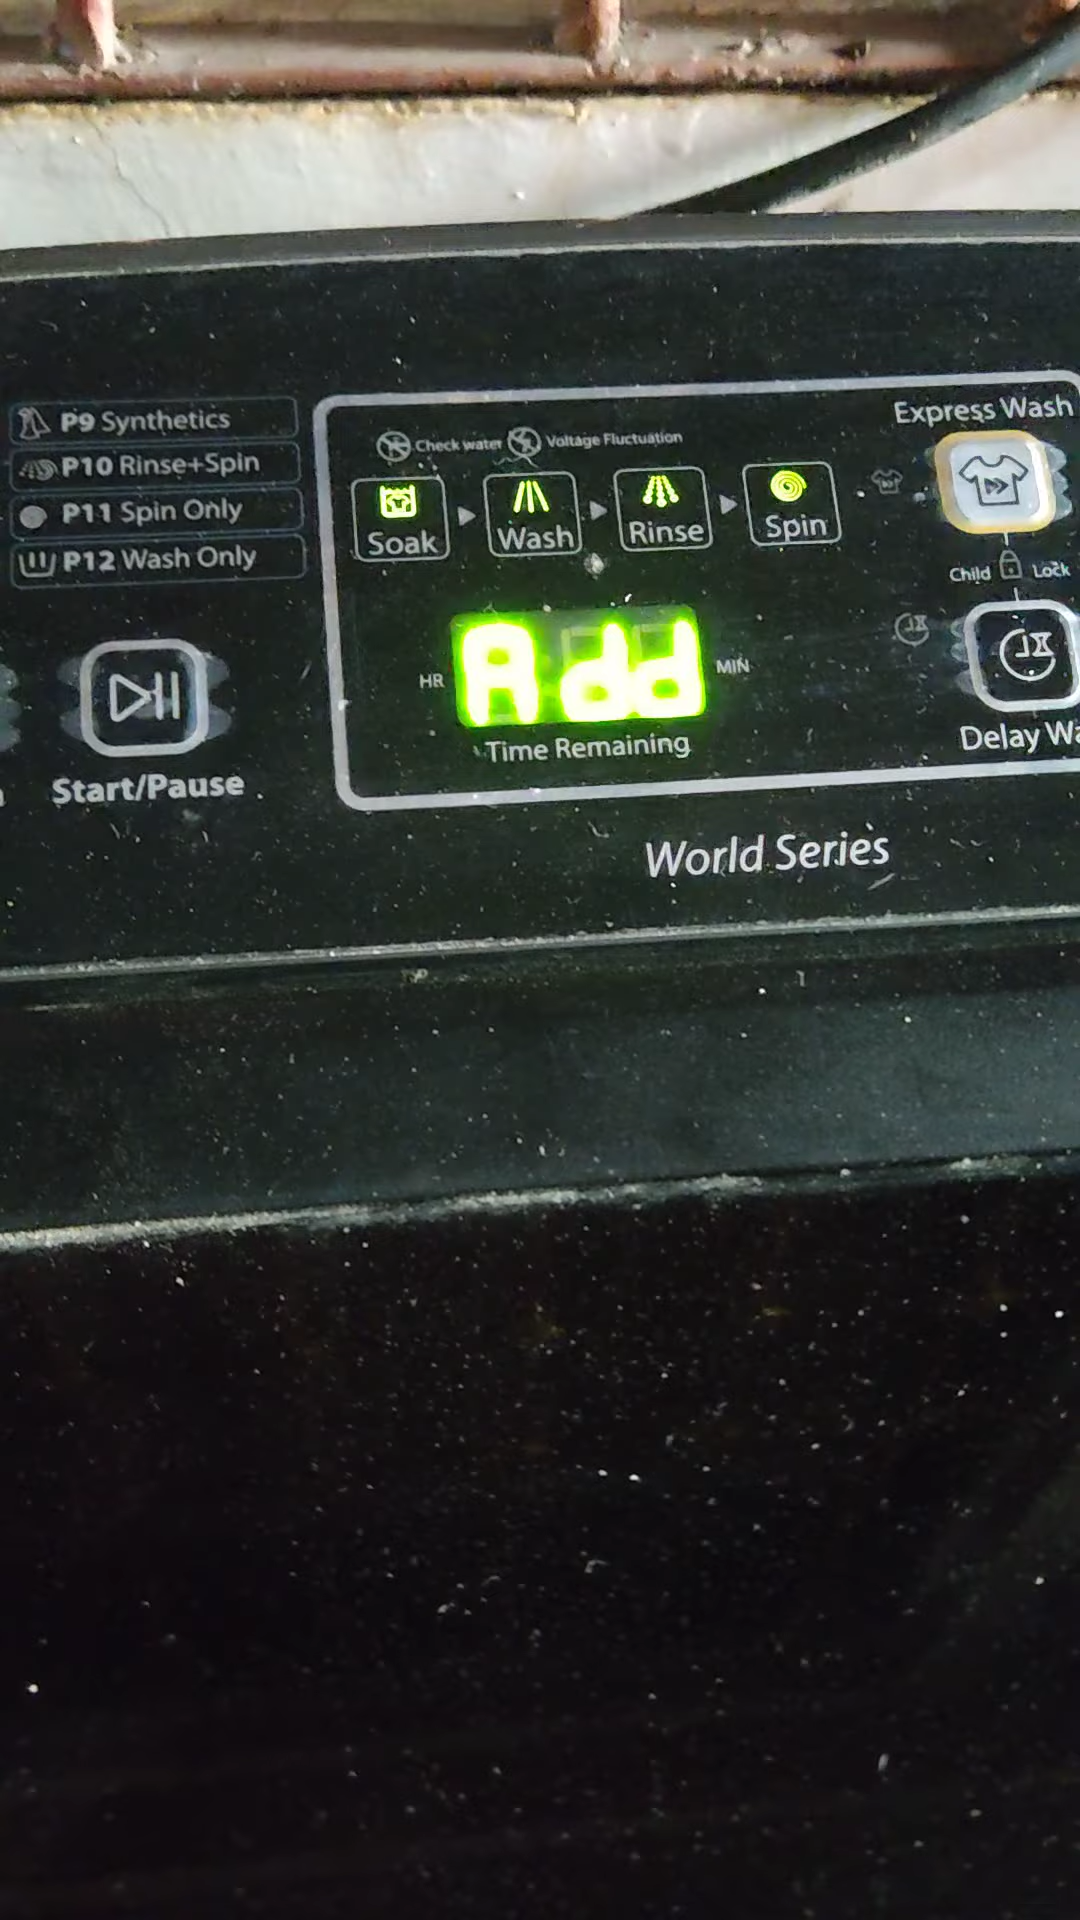 P9 Synthetics
P10 Rinse+Spin
P11 Spin Only
P12 Wash Only
Start/Pause
Check water
Voltage Fluctuation
Soak
Wash
Rinse
Spin
HR
Add
MIN
Time Remaining
Express Wash
Child Lock
Delay
World Series